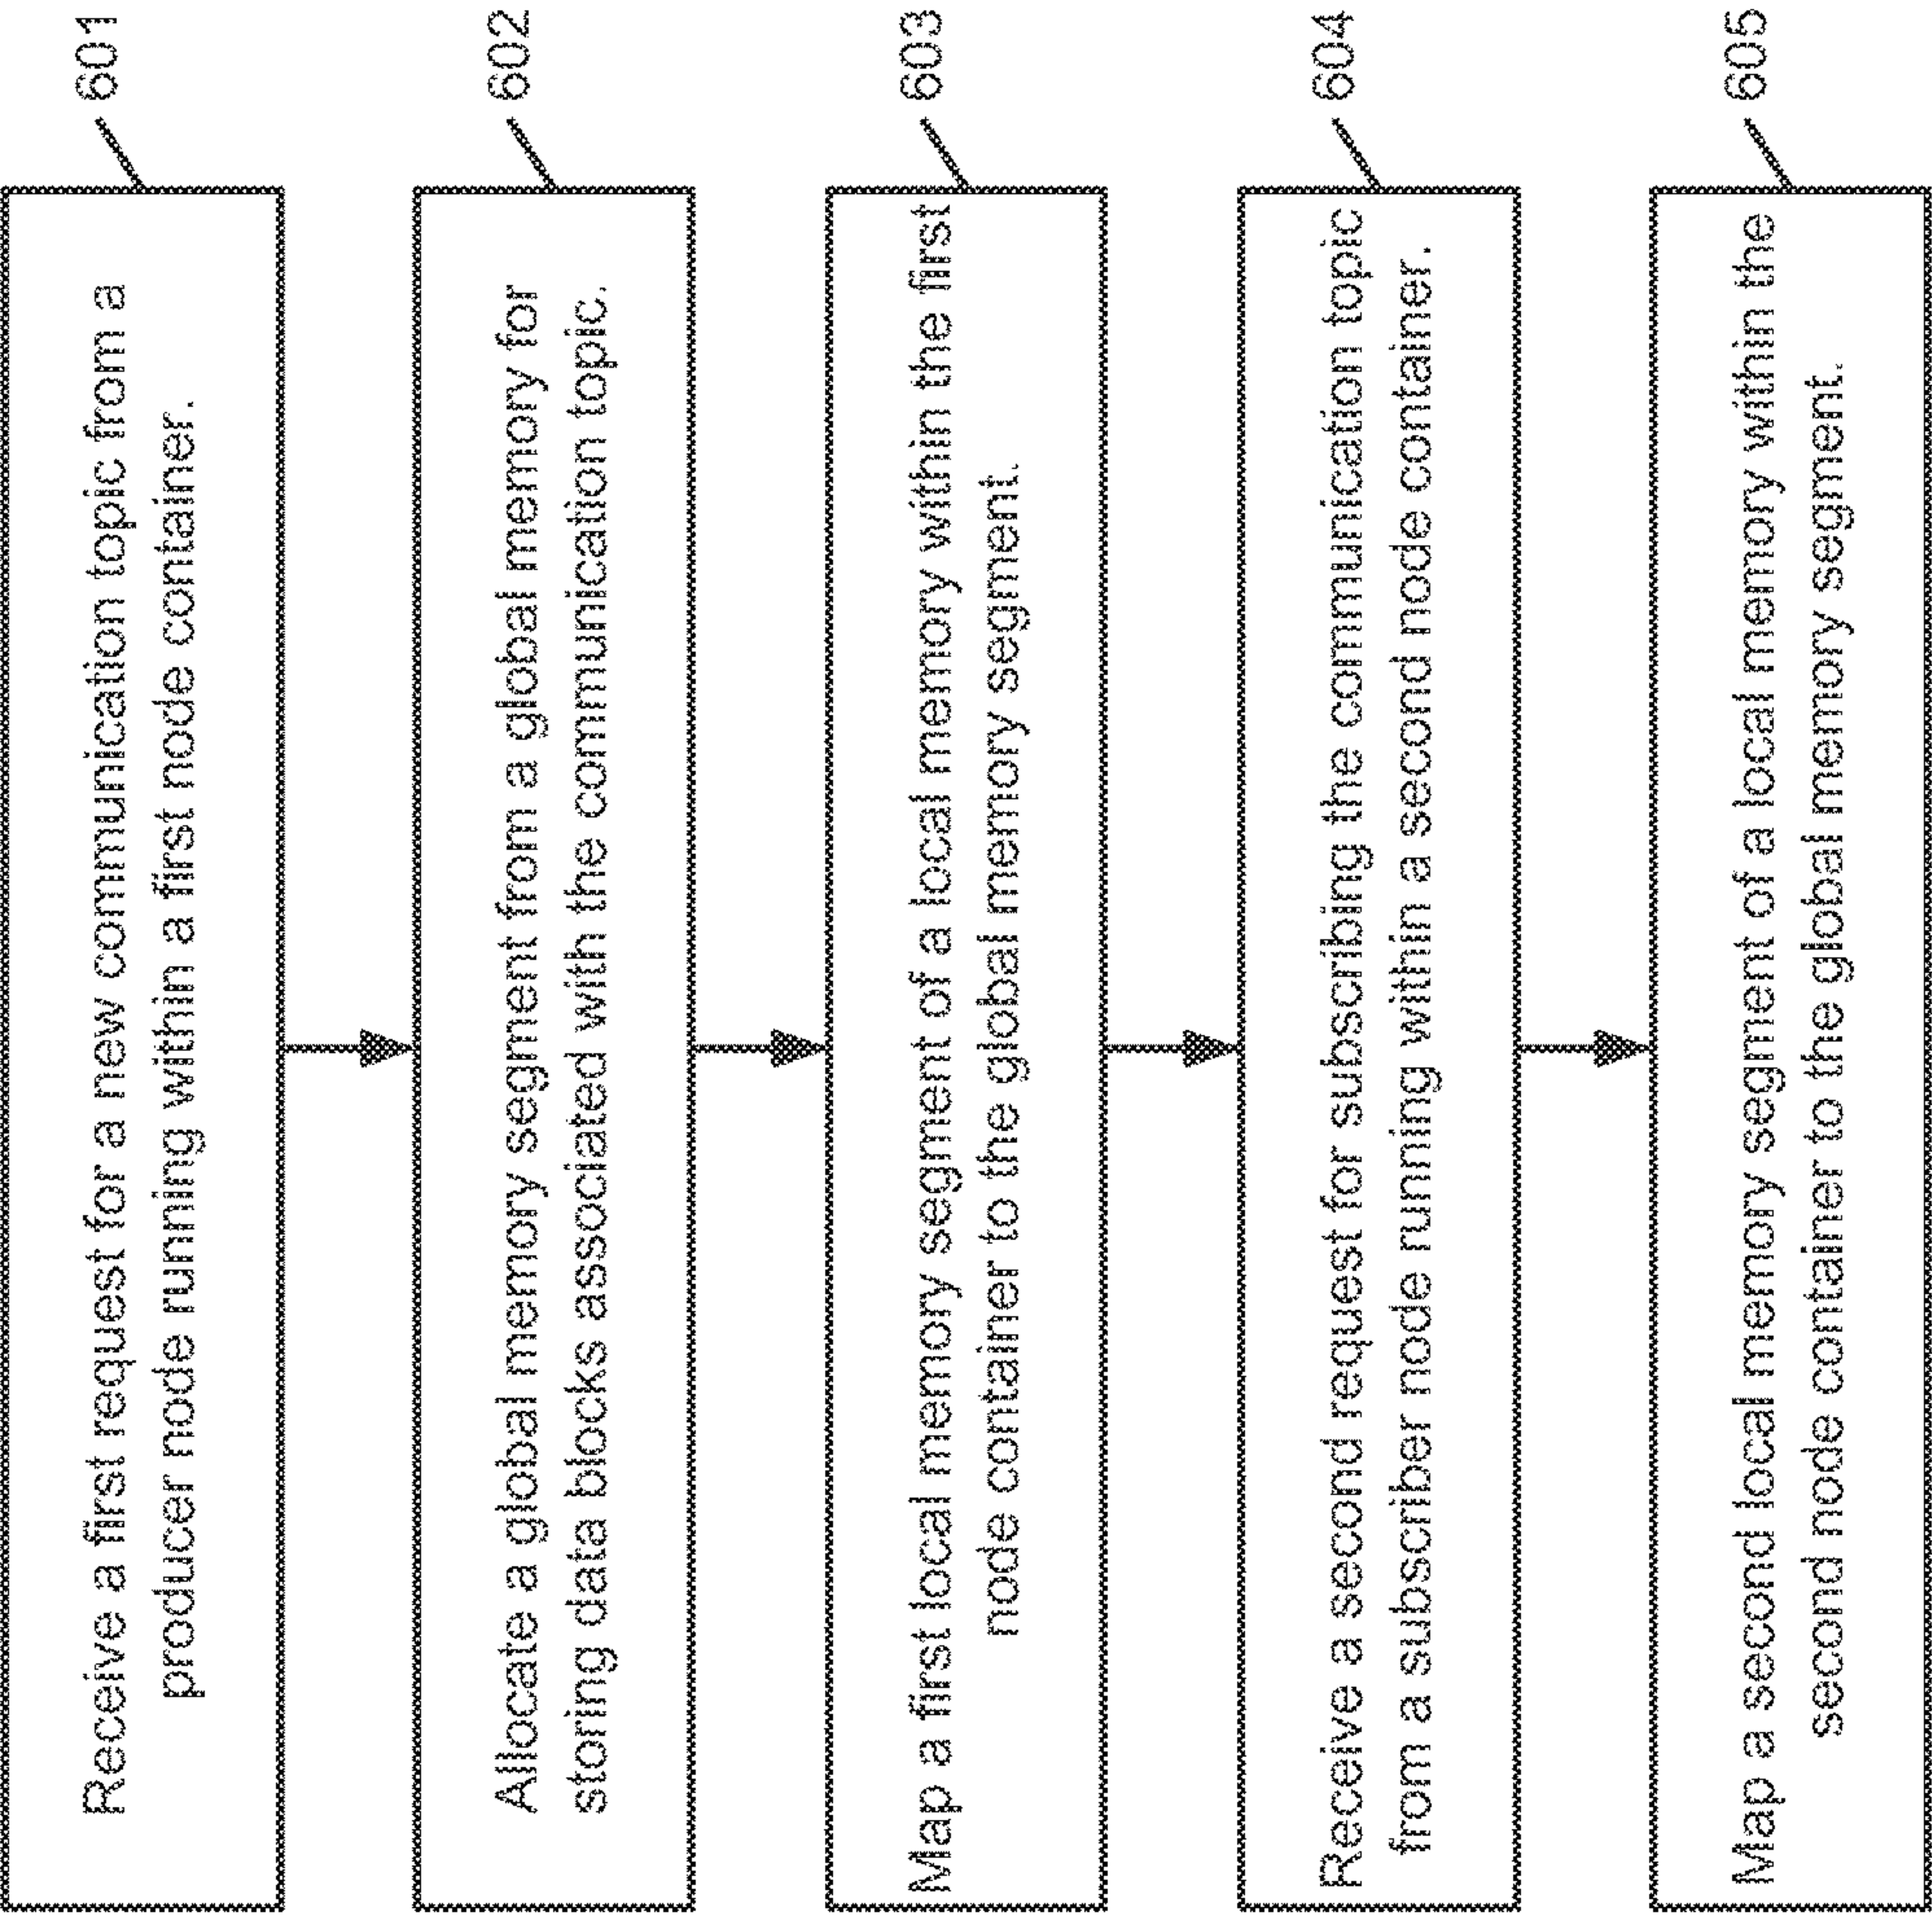 601
Receive a first request for a new communication topic from a
producer node running within a first node container.
602
Allocate a global memory segment from a global memory for
storing data blocks associated with the communication topic.
603
Map a first local memory segment of a local memory within the first
node container to the global memory segment.
604
Receive a second request for subscribing the communication topic
from a subscriber node running within a second node container.
605
Map a second local memory segment of a local memory within the
second node container to the global memory segment.